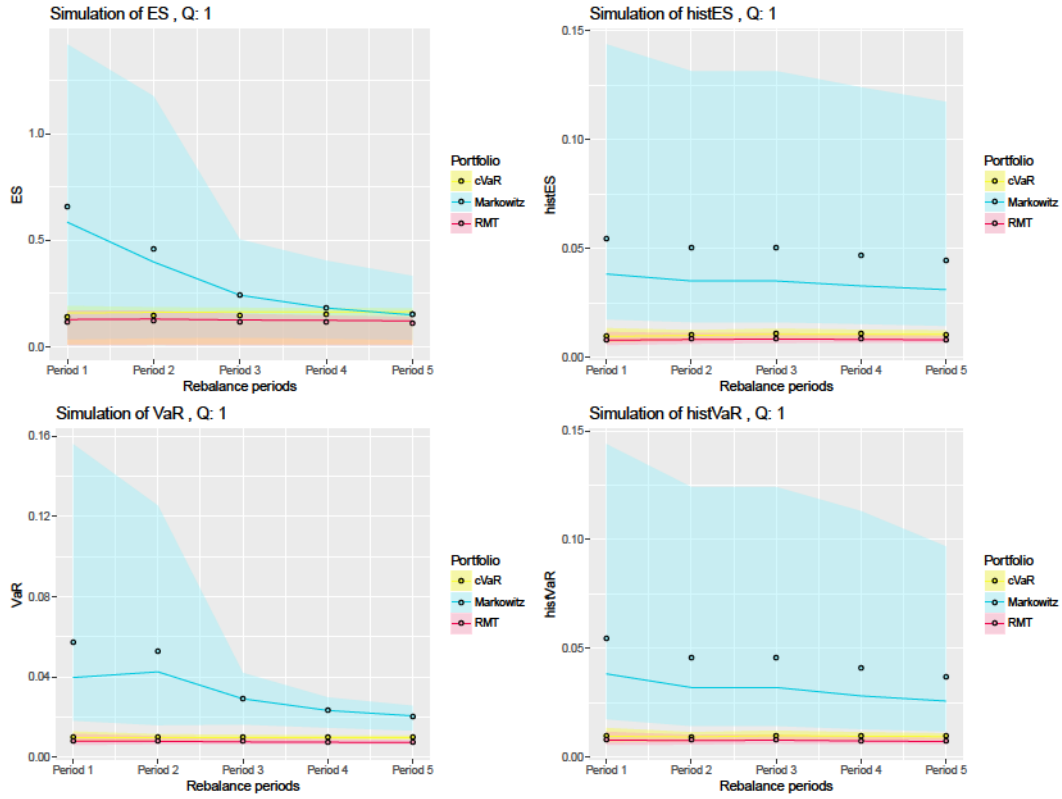 Simulation of ES , Q: 1
ES
1.0
0.5
0.0
Period 1 Period 2 Period 3 Period 4 Period 5
Rebalance periods
Portfolio
cVaR
Markowitz
RMT
Simulation of histES, Q: 1
histES
0.15
0.10
0.05
0.00
Period 1 Period 2 Period 3 Period 4 Period 5
Rebalance periods
Portfolio
cVaR
Markowitz
RMT
Simulation of VaR , Q: 1
VaR
0.16
0.12
0.08
0.04
0.00
Period 1 Period 2 Period 3 Period 4 Period 5
Rebalance periods
Portfolio
cVaR
Markowitz
RMT
Simulation of histVaR , Q: 1
histVaR
0.15
0.10
0.05
0.00
Period 1 Period 2 Period 3 Period 4 Period 5
Rebalance periods
Portfolio
cVaR
Markowitz
RMT